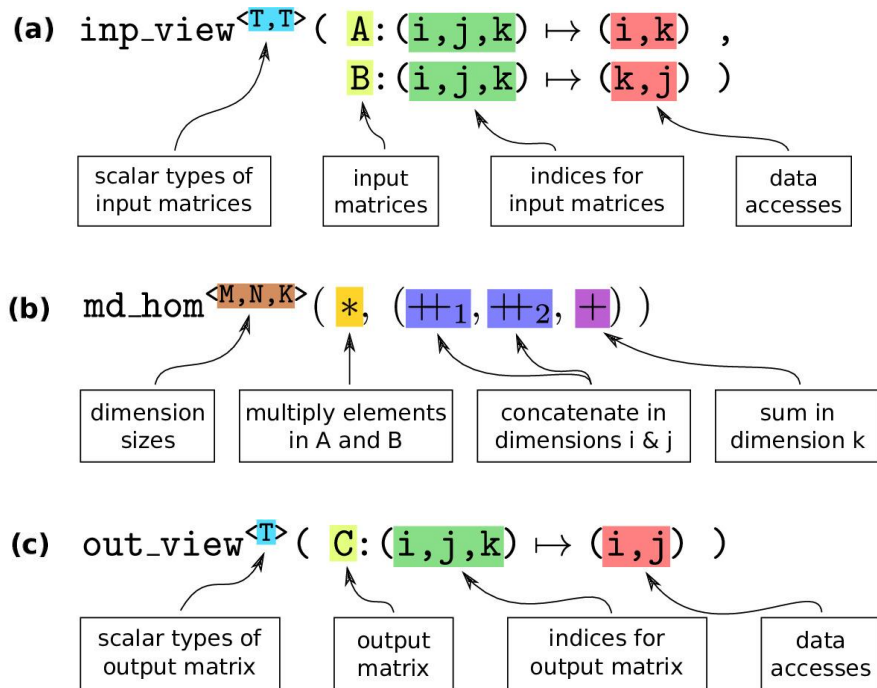 (a) inp_view<T,T> ( A:(i,j,k) ↦ (i,k) ,
B:(i,j,k) ↦ (k,j) )
scalar types of
input matrices
input
matrices
indices for
input matrices
data
accesses
(b) md_hom<M,N,K> ( *, (⧺₁, ⧺₂, +) )
dimension
sizes
multiply elements
in A and B
concatenate in
dimensions i & j
sum in
dimension k
(c) out_view<T> ( C:(i,j,k) ↦ (i,j) )
scalar types of
output matrix
output
matrix
indices for
output matrix
data
accesses